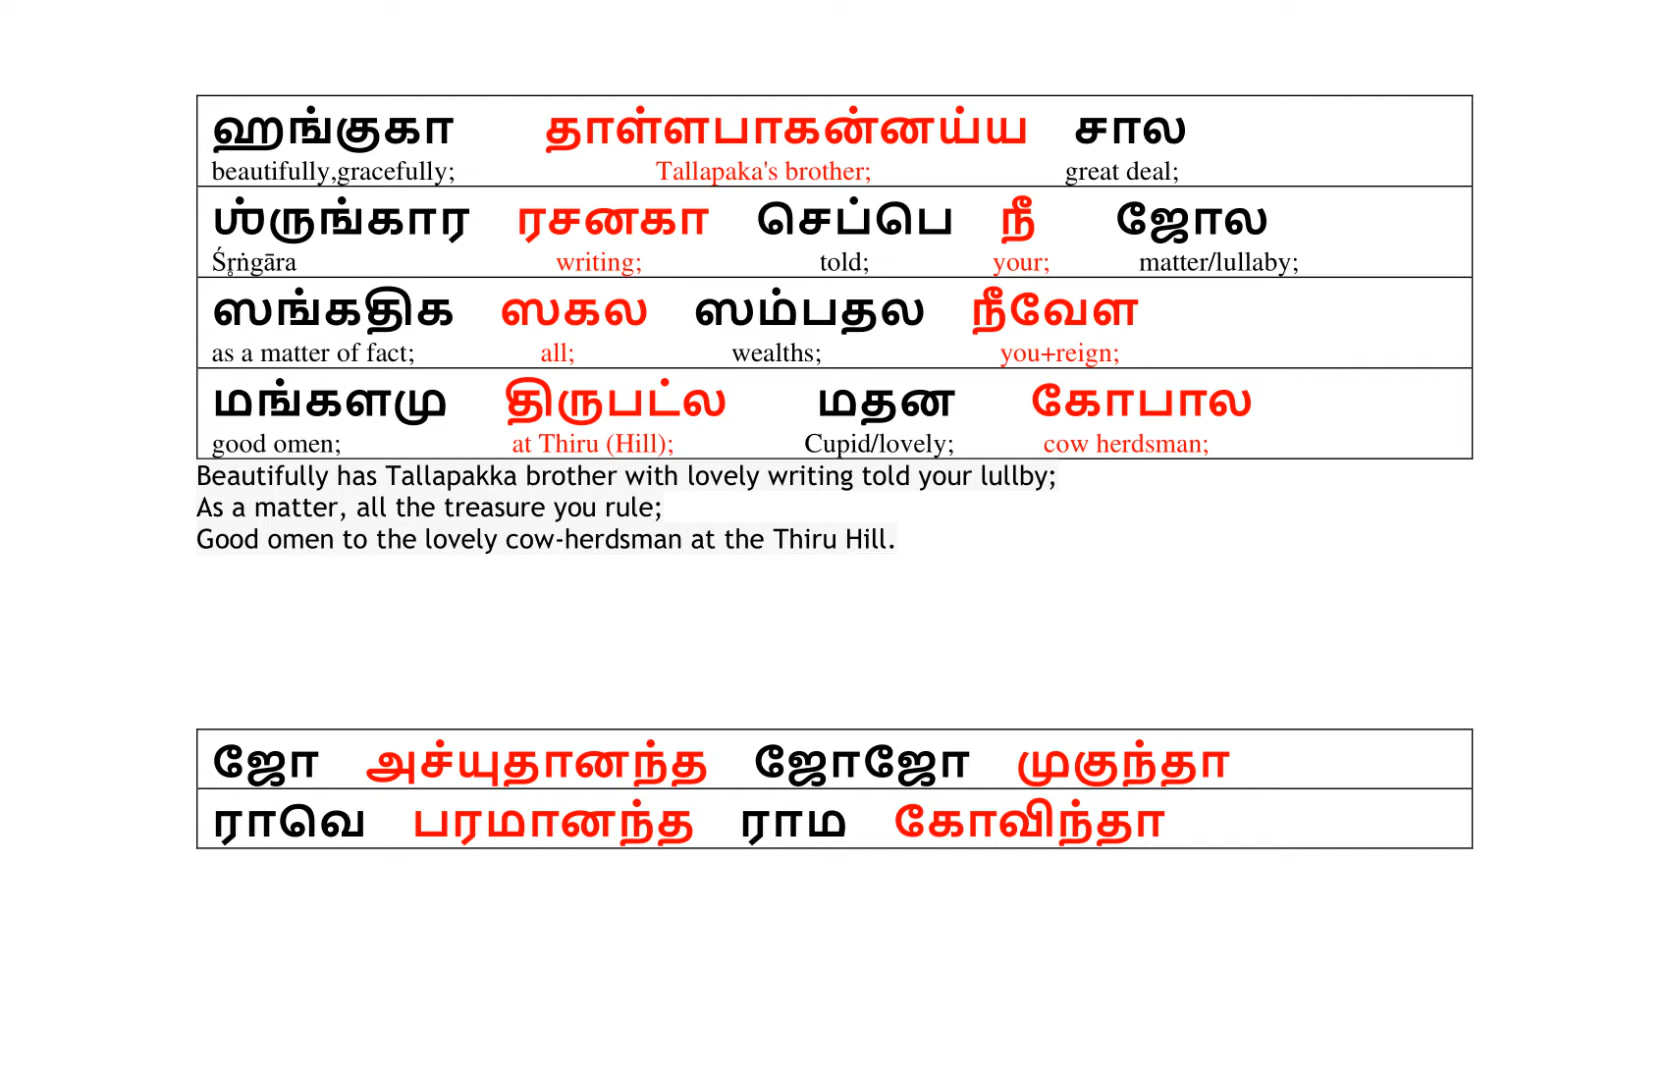 ஹங்குகா தாள்ளபாகன்னய்ய சால
beautifully,gracefully; Tallapaka's brother; great deal;
ஶ்ருங்கார ரசனகா செப்பெ நீ ஜோல
Śr̥ṅgāra writing; told; your; matter/lullaby;
ஸங்கதிக ஸகல ஸம்பதல நீவேள
as a matter of fact; all; wealths; you+reign;
மங்களமு திருபட்ல மதன கோபால
good omen; at Thiru (Hill); Cupid/lovely; cow herdsman;
Beautifully has Tallapakka brother with lovely writing told your lullby;
As a matter, all the treasure you rule;
Good omen to the lovely cow-herdsman at the Thiru Hill.
ஜோ அச்யுதானந்த ஜோஜோ முகுந்தா
ராவெ பரமானந்த ராம கோவிந்தா